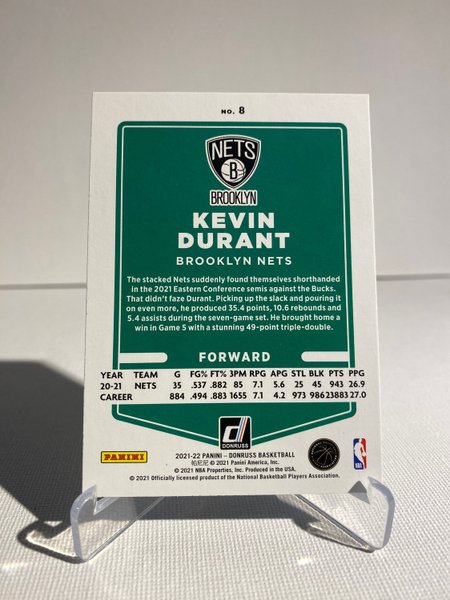 NO. 8
NETS
B
BROOKLYN
KEVIN
DURANT
BROOKLYN NETS
The stacked Nets suddenly found themselves shorthanded
in the 2021 Eastern Conference semis against the Bucks.
That didn't faze Durant. Picking up the slack and pouring it
on even more, he produced 35.4 points, 10.6 rebounds and
5.4 assists during the seven-game set. He brought home a
win in Game 5 with a stunning 49-point triple-double.
FORWARD
YEAR TEAM G FG% FT% 3PM RPG APG STL BLK PTS PPG
20-21 NETS 35 .537 .882 85 7.1 5.6 25 45 943 26.9
CAREER 884 .494 .883 1655 7.1 4.2 973 986 23883 27.0
PANINI
D
DONRUSS
NBA
2021-22 PANINI – DONRUSS BASKETBALL
帕尼尼 © 2021 Panini America, Inc.
© 2021 NBA Properties, Inc. Produced in the USA.
© 2021 Officially licensed product of the National Basketball Players Association.